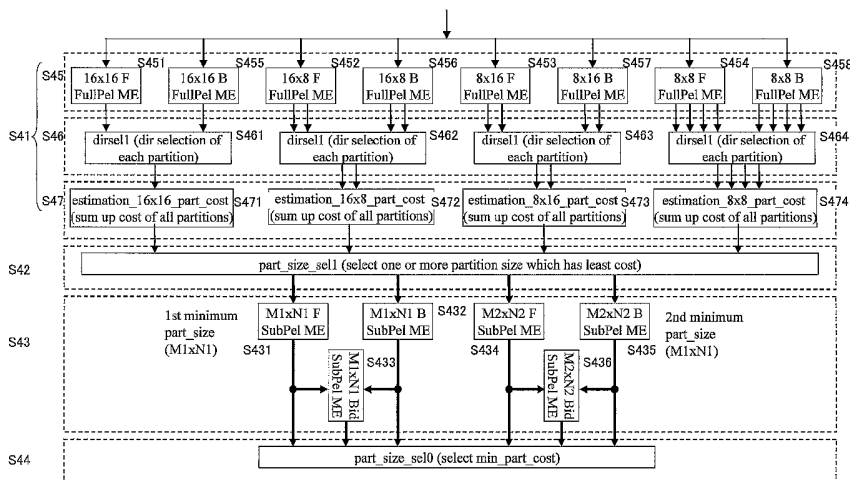 S451 S455 S452 S456 S453 S457 S454 S458
S45
16x16 F
FullPel ME
16x16 B
FullPel ME
16x8 F
FullPel ME
16x8 B
FullPel ME
8x16 F
FullPel ME
8x16 B
FullPel ME
8x8 F
FullPel ME
8x8 B
FullPel ME
S41
S46
dirsel1 (dir selection of
each partition)
S461
dirsel1 (dir selection of
each partition)
S462
dirsel1 (dir selection of
each partition)
S463
dirsel1 (dir selection of
each partition)
S464
S47
estimation_16x16_part_cost
(sum up cost of all partitions)
S471
estimation_16x8_part_cost
(sum up cost of all partitions)
S472
estimation_8x16_part_cost
(sum up cost of all partitions)
S473
estimation_8x8_part_cost
(sum up cost of all partitions)
S474
S42
part_size_sel1 (select one or more partition size which has least cost)
S43
1st minimum
part_size
(M1xN1)
M1xN1 F
SubPel ME
S431
M1xN1 B
SubPel ME
S432
M2xN2 F
SubPel ME
S434
M2xN2 B
SubPel ME
S435
2nd minimum
part_size
(M1xN1)
S433
M1xN1 Bid
SubPel ME
S436
M2xN2 Bid
SubPel ME
S44
part_size_sel0 (select min_part_cost)